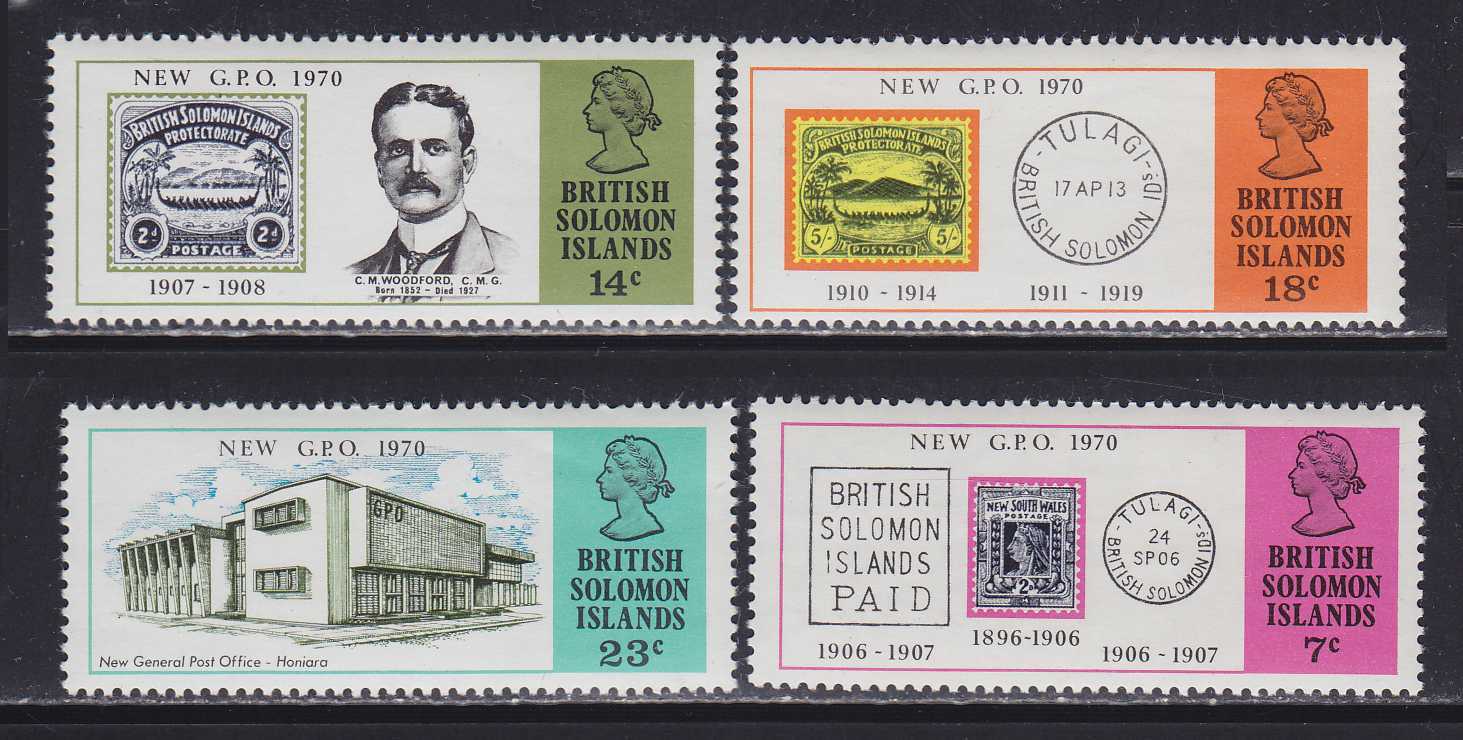 NEW G.P.O. 1970
BRITISH SOLOMON ISLANDS
PROTECTORATE
2d 2d
POSTAGE
1907 - 1908
C. M. WOODFORD, C. M. G.
Born 1852 - Died 1927
BRITISH
SOLOMON
ISLANDS
14c
NEW G.P.O. 1970
BRITISH SOLOMON ISLANDS
PROTECTORATE
5/- 5/-
POSTAGE
1910 - 1914
-TULAGI-
17 AP 13
BRITISH SOLOMON IDs
1911 - 1919
BRITISH
SOLOMON
ISLANDS
18c
NEW G.P.O. 1970
GPO
New General Post Office - Honiara
BRITISH
SOLOMON
ISLANDS
23c
NEW G.P.O. 1970
BRITISH
SOLOMON
ISLANDS
PAID
1906 - 1907
NEW SOUTH WALES
POSTAGE
2d
1896-1906
-TULAGI-
24
SP06
BRITISH SOLOMON IDs
1906 - 1907
BRITISH
SOLOMON
ISLANDS
7c